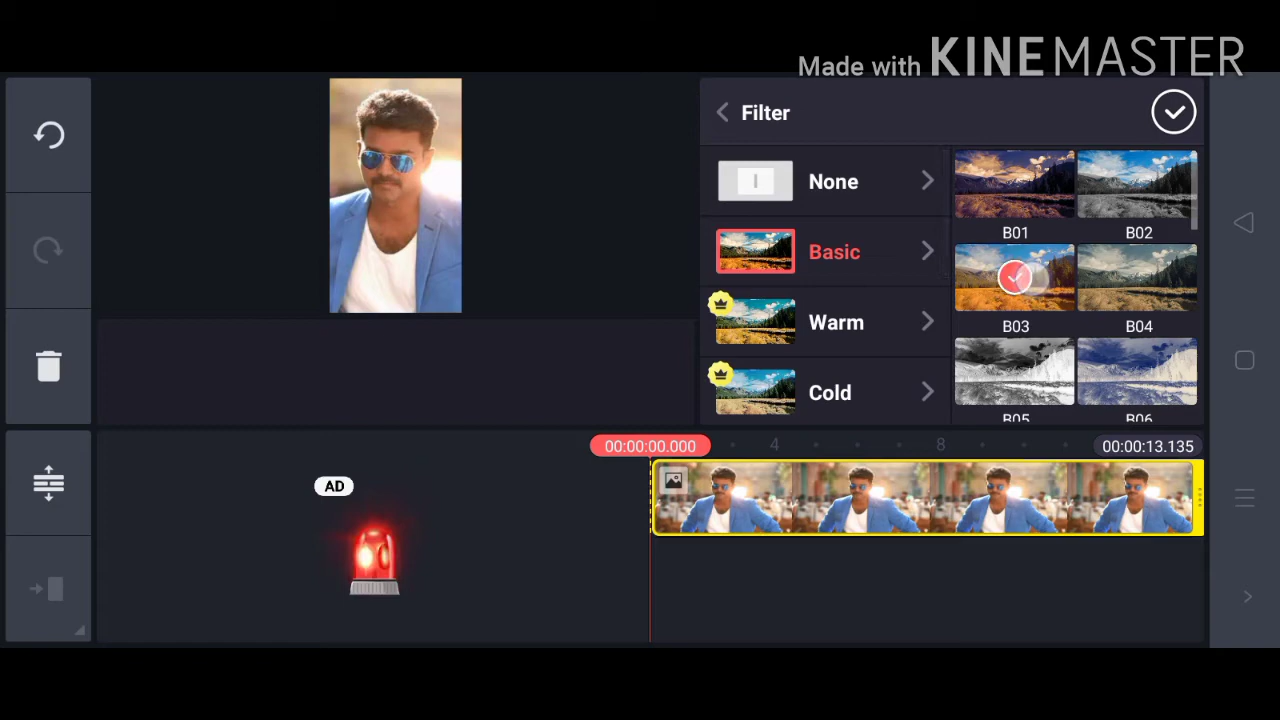 Made with KINEMASTER
Filter
None
Basic
B01
B02
Warm
B03
B04
Cold
B05
B06
00:00:00.000
4
8
00:00:13.135
AD